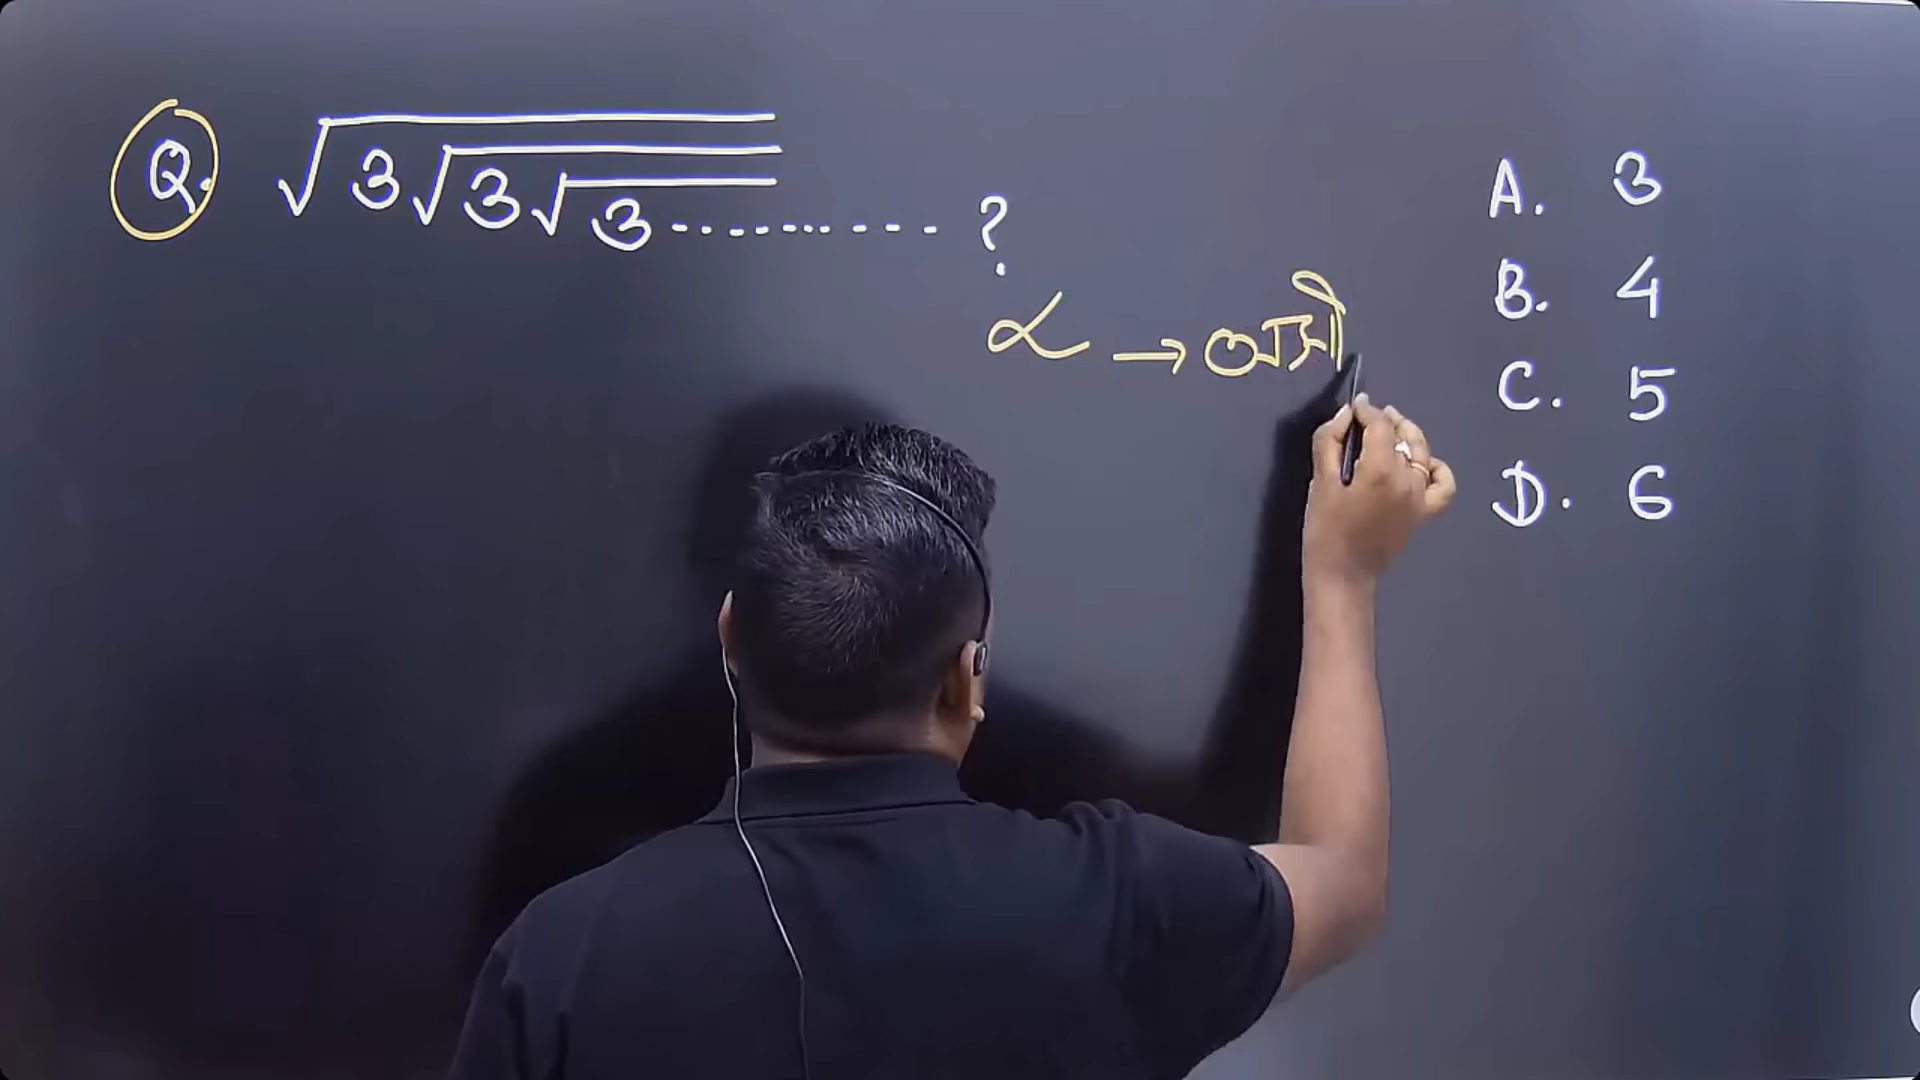 Q. √3√3√3........... ?
∝ → অসী
A. 3
B. 4
C. 5
D. 6